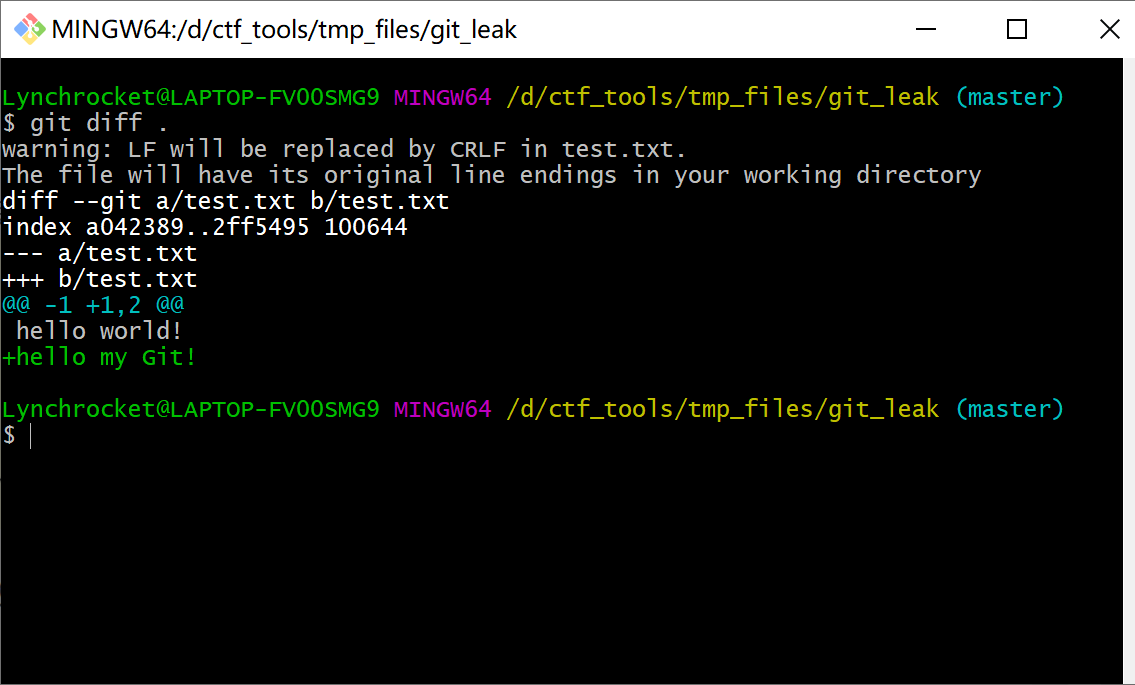 MINGW64:/d/ctf_tools/tmp_files/git_leak
Lynchrocket@LAPTOP-FV00SMG9 MINGW64 /d/ctf_tools/tmp_files/git_leak (master)
$ git diff .
warning: LF will be replaced by CRLF in test.txt.
The file will have its original line endings in your working directory
diff --git a/test.txt b/test.txt
index a042389..2ff5495 100644
--- a/test.txt
+++ b/test.txt
@@ -1 +1,2 @@
 hello world!
+hello my Git!
Lynchrocket@LAPTOP-FV00SMG9 MINGW64 /d/ctf_tools/tmp_files/git_leak (master)
$